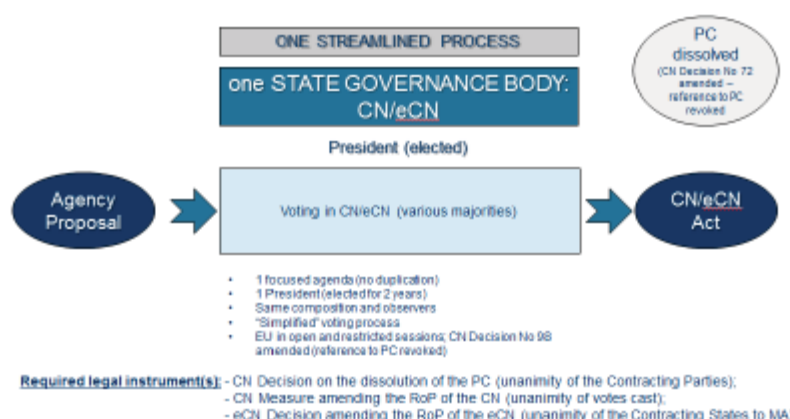 ONE STREAMLINED PROCESS
PC
dissolved
(CN Decision No 72
amended –
reference to PC
revoked
one STATE GOVERNANCE BODY:
CN/eCN
President (elected)
Agency
Proposal
Voting in CN/eCN (various majorities)
CN/eCN
Act
• 1 focused agenda (no duplication)
• 1 President (elected for 2 years)
• Same composition and observers
• "Simplified" voting process
• EU in open and restricted sessions; CN Decision No 98
amended (reference to PC revoked)
Required legal instrument(s): - CN Decision on the dissolution of the PC (unanimity of the Contracting Parties);
- CN Measure amending the RoP of the CN (unanimity of votes cast);
- eCN Decision amending the RoP of the eCN (unanimity of the Contracting States to MA